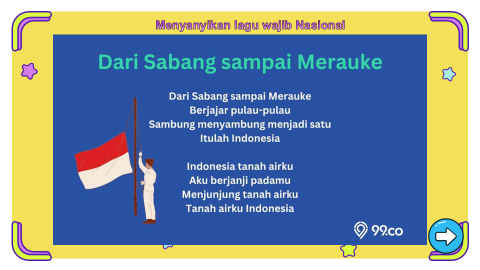 Menyanyikan lagu wajib Nasional
Dari Sabang sampai Merauke
Dari Sabang sampai Merauke
Berjajar pulau-pulau
Sambung menyambung menjadi satu
Itulah Indonesia
Indonesia tanah airku
Aku berjanji padamu
Menjunjung tanah airku
Tanah airku Indonesia
99.co